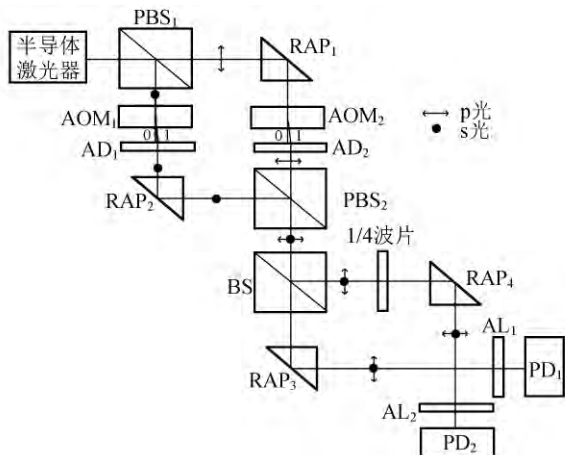 PBS₁
半导体
激光器
RAP₁
AOM₁
AOM₂
p光
s光
0 1
0 1
AD₁
AD₂
RAP₂
PBS₂
1/4波片
BS
RAP₄
AL₁
RAP₃
PD₁
AL₂
PD₂